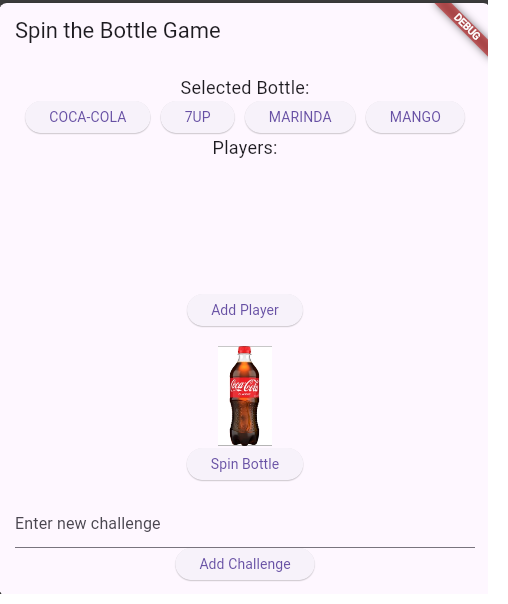 Spin the Bottle Game
DEBUG
Selected Bottle:
COCA-COLA 7UP MARINDA MANGO
Players:
Add Player
Coca-Cola
Spin Bottle
Enter new challenge
Add Challenge